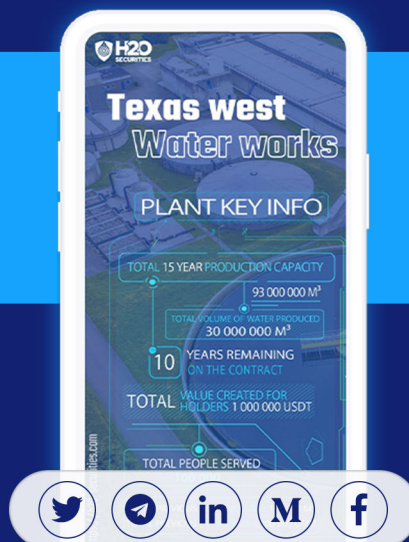 H2O
SECURITICS
Texas west
Water works
PLANT KEY INFO
TOTAL 15 YEAR PRODUCTION CAPACITY
93 000 000 M³
TOTAL VOLUME OF WATER PRODUCED
30 000 000 M³
10 YEARS REMAINING
ON THE CONTRACT
TOTAL VALUE CREATED FOR
HOLDERS 1 000 000 USDT
TOTAL PEOPLE SERVED
in
M
f